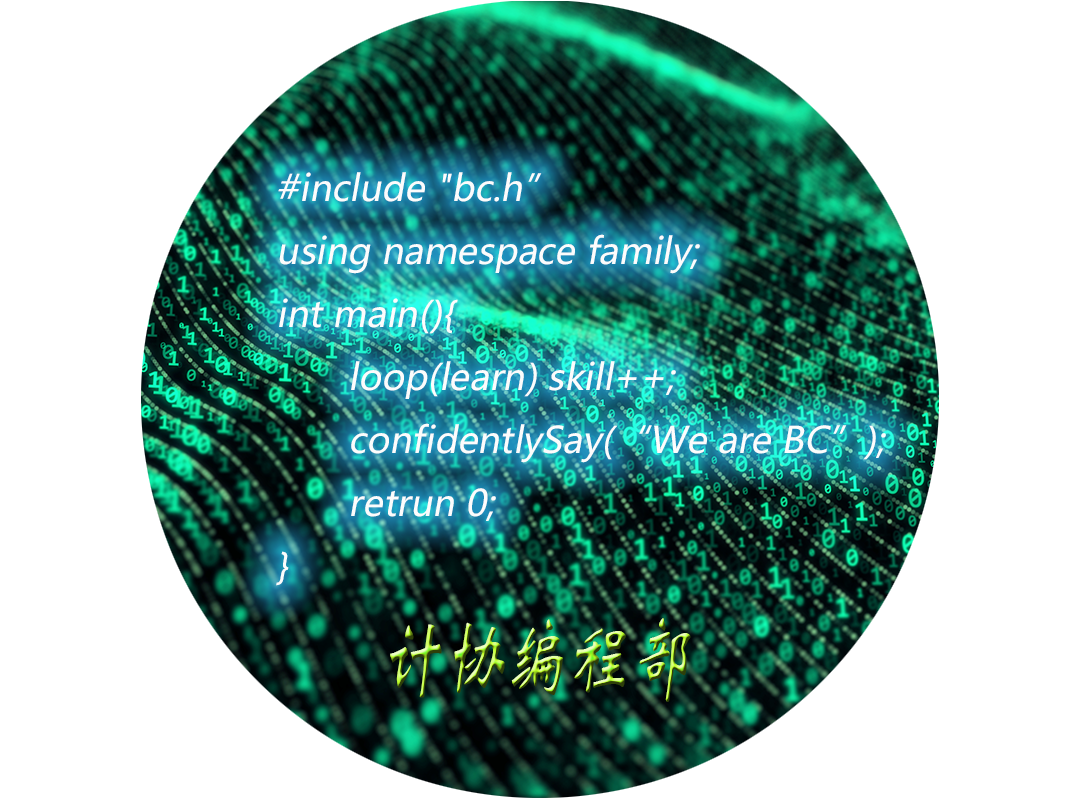 #include "bc.h”
using namespace family;
int main(){
loop(learn) skill++;
confidentlySay(“We are BC”);
retrun 0;
}
计协编程部